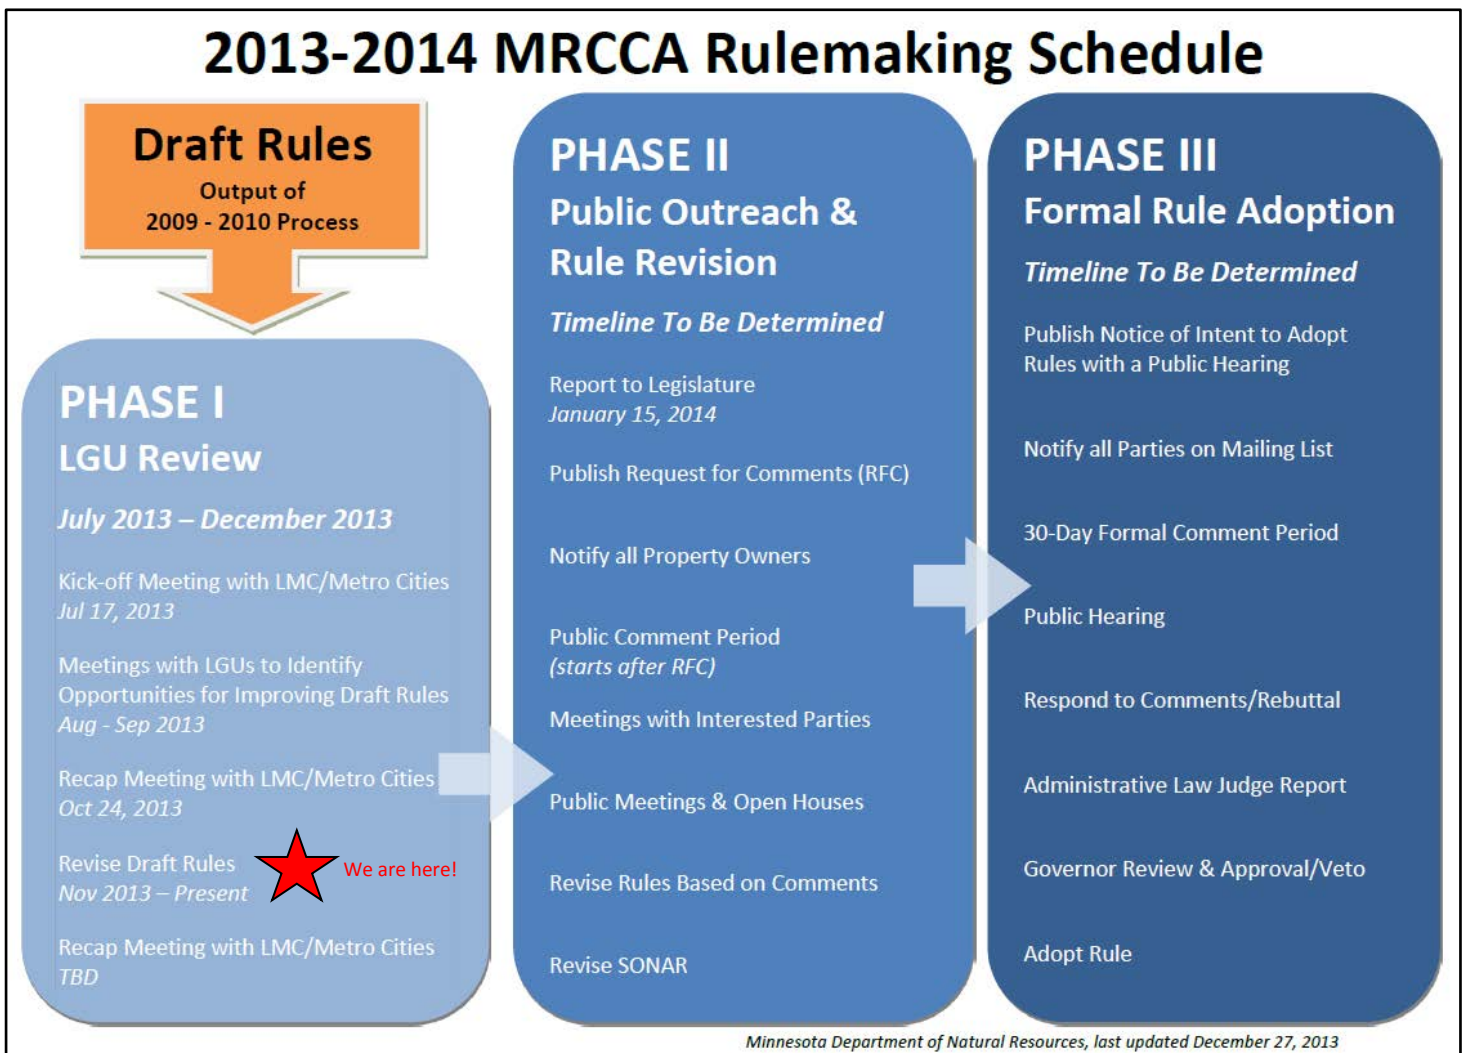 2013-2014 MRCCA Rulemaking Schedule
Draft Rules
Output of
2009 - 2010 Process
PHASE I
LGU Review
July 2013 – December 2013
Kick-off Meeting with LMC/Metro Cities
Jul 17, 2013
Meetings with LGUs to Identify
Opportunities for Improving Draft Rules
Aug - Sep 2013
Recap Meeting with LMC/Metro Cities
Oct 24, 2013
Revise Draft Rules
Nov 2013 – Present
We are here!
Recap Meeting with LMC/Metro Cities
TBD
PHASE II
Public Outreach &
Rule Revision
Timeline To Be Determined
Report to Legislature
January 15, 2014
Publish Request for Comments (RFC)
Notify all Property Owners
Public Comment Period
(starts after RFC)
Meetings with Interested Parties
Public Meetings & Open Houses
Revise Rules Based on Comments
Revise SONAR
PHASE III
Formal Rule Adoption
Timeline To Be Determined
Publish Notice of Intent to Adopt
Rules with a Public Hearing
Notify all Parties on Mailing List
30-Day Formal Comment Period
Public Hearing
Respond to Comments/Rebuttal
Administrative Law Judge Report
Governor Review & Approval/Veto
Adopt Rule
Minnesota Department of Natural Resources, last updated December 27, 2013